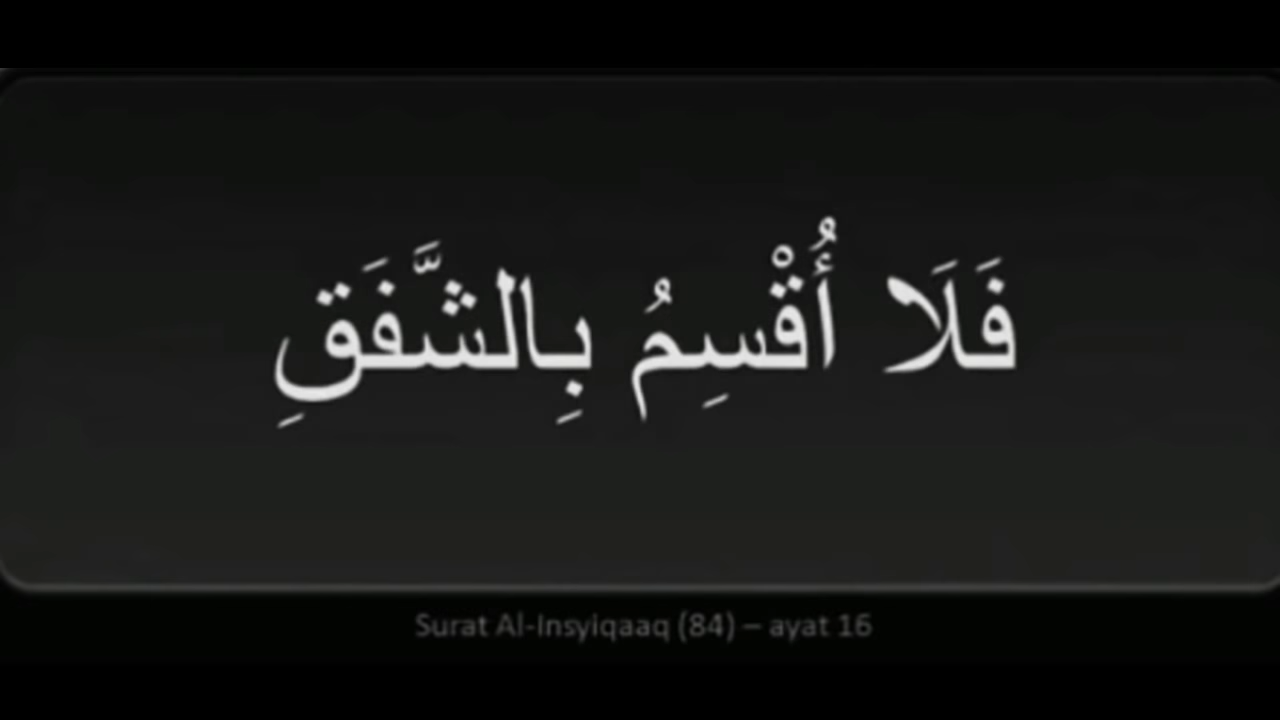 فَلَا أُقْسِمُ بِالشَّفَقِ
Surat Al-Insyiqaaq (84) – ayat 16